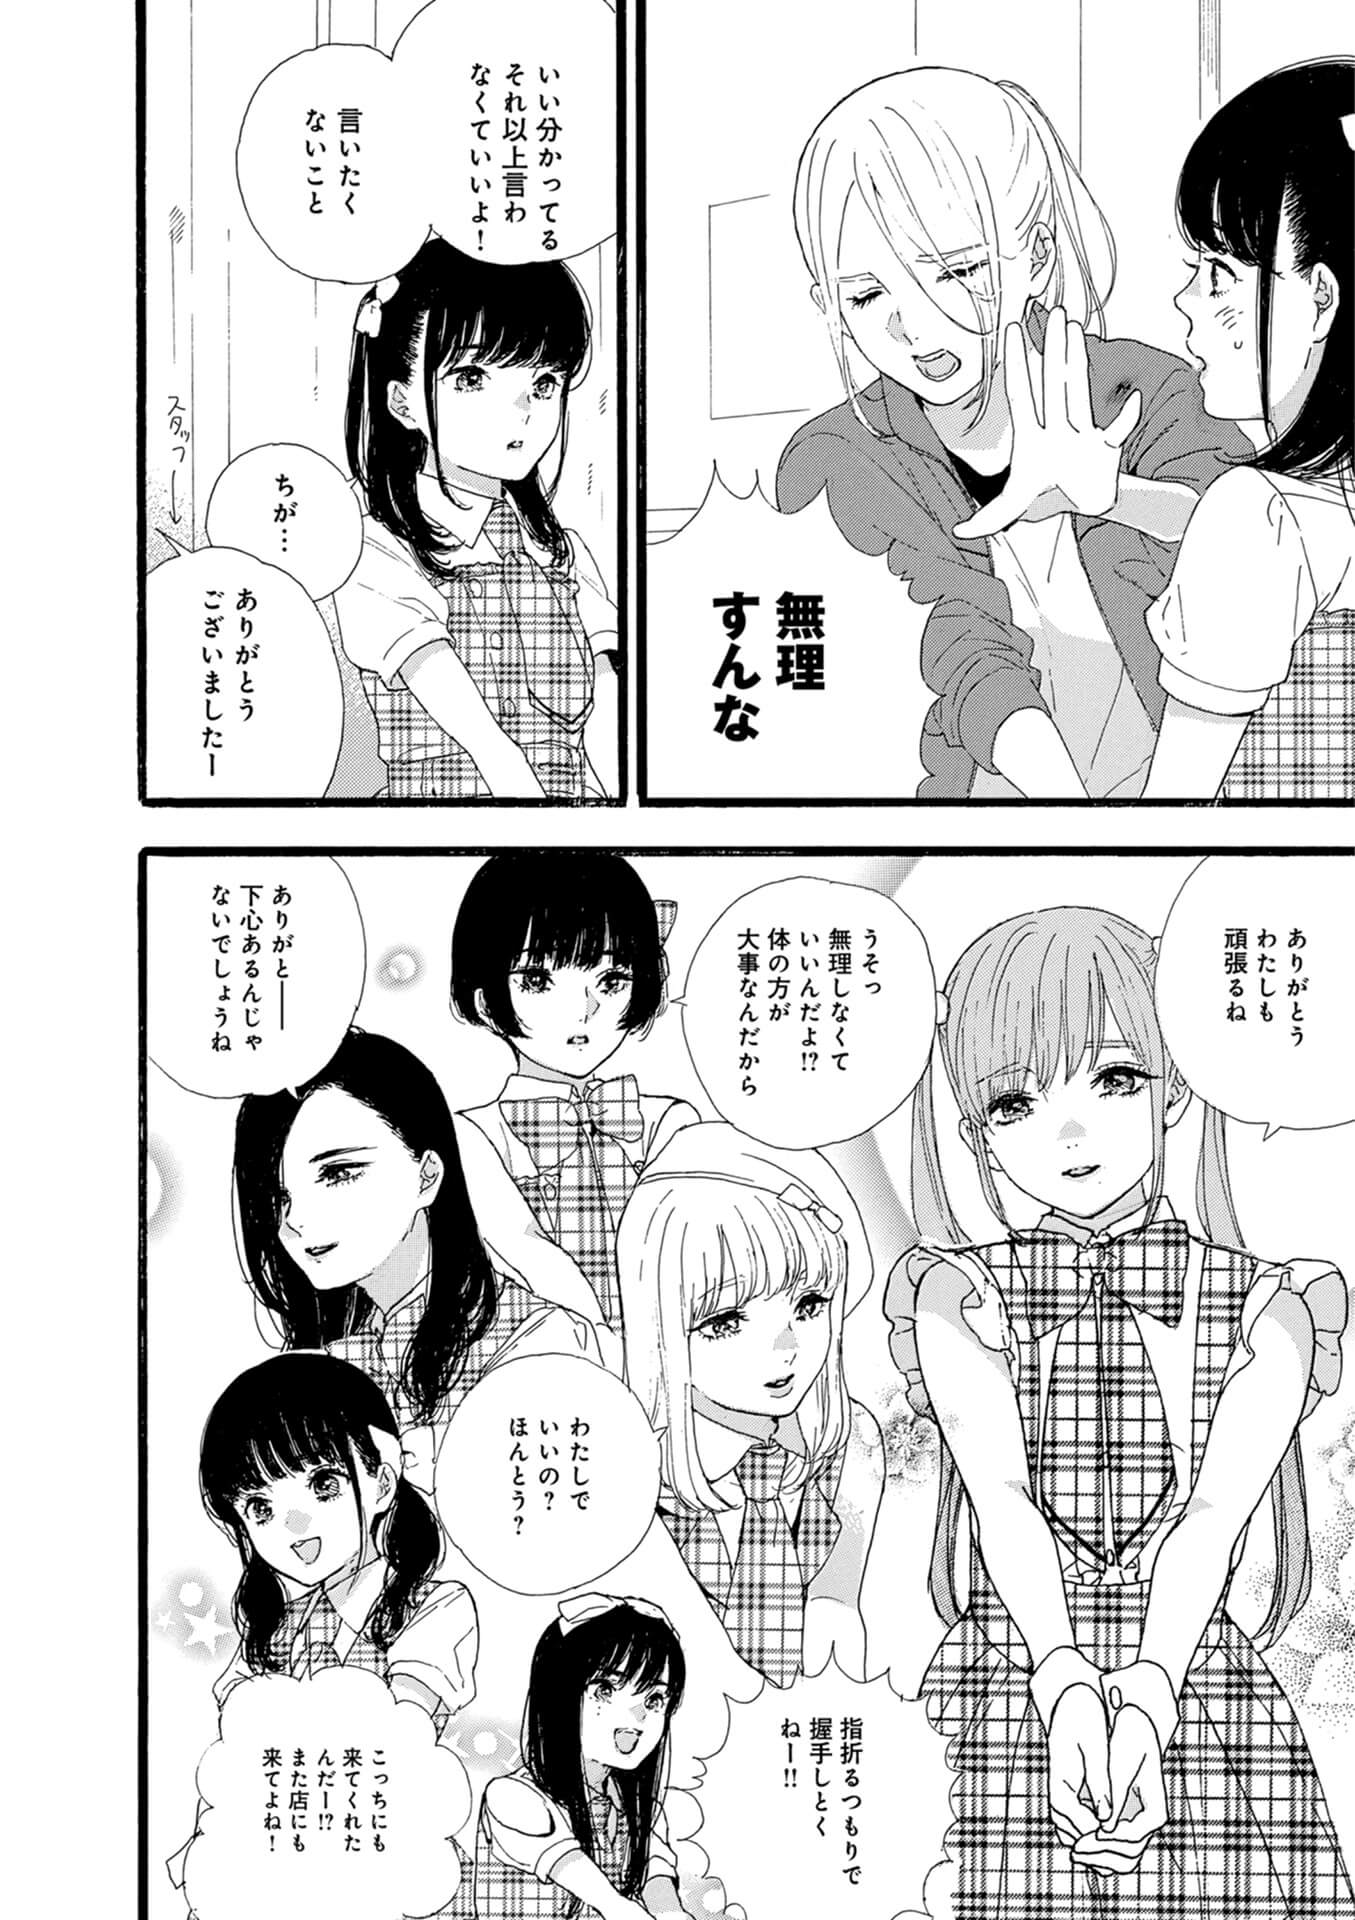 無理
すんな
いい分かってる
それ以上言わ
なくていいよ！
言いたく
ないこと
ちが…
スタッフ→
ありがとう
ございましたー
ありがとう
わたしも
頑張るね
うそっ
無理しなくて
いいんだよ!?
体の方が
大事なんだから
ありがと――
下心あるんじゃ
ないでしょうね
わたしで
いいの？
ほんとう？
指折るつもりで
握手しとく
ねー!!
こっちにも
来てくれた
んだー!?
また店にも
来てよね！